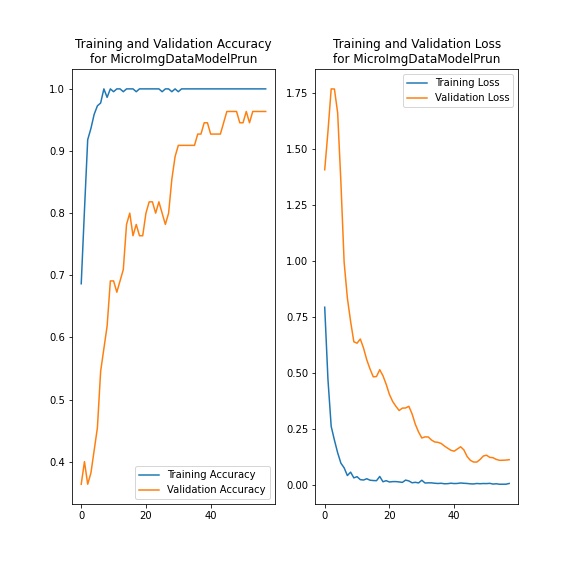 Training and Validation Accuracy
for MicroImgDataModelPrun
1.0
0.9
0.8
0.7
0.6
0.5
0.4
0
20
40
Training Accuracy
Validation Accuracy
Training and Validation Loss
for MicroImgDataModelPrun
1.75
1.50
1.25
1.00
0.75
0.50
0.25
0.00
0
20
40
Training Loss
Validation Loss